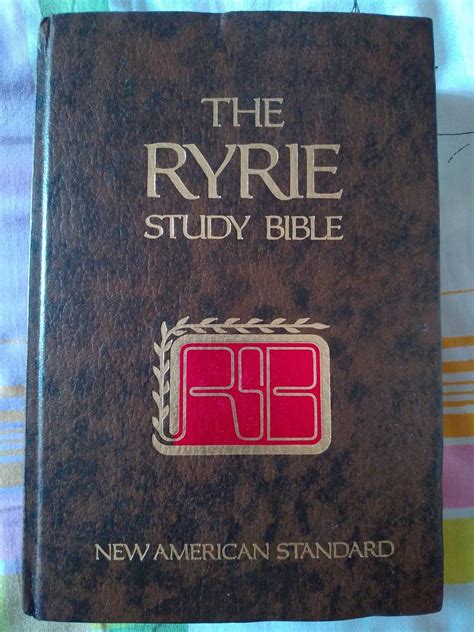 THE
RYRIE
STUDY BIBLE
RSB
NEW AMERICAN STANDARD